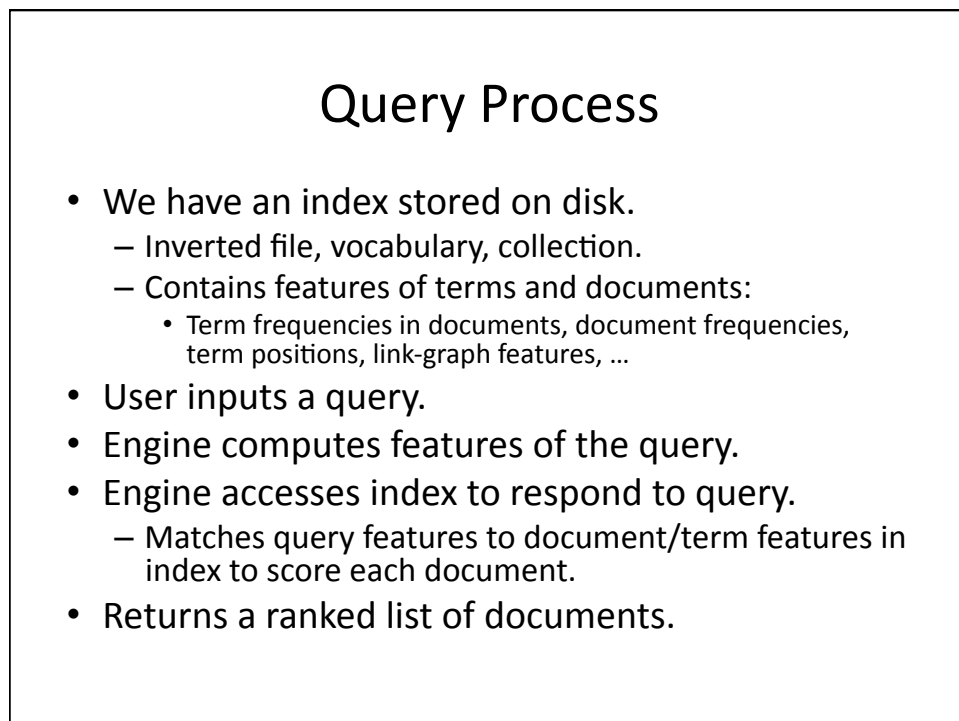 Query Process
• We have an index stored on disk.
– Inverted file, vocabulary, collection.
– Contains features of terms and documents:
• Term frequencies in documents, document frequencies,
term positions, link-graph features, …
• User inputs a query.
• Engine computes features of the query.
• Engine accesses index to respond to query.
– Matches query features to document/term features in
index to score each document.
• Returns a ranked list of documents.